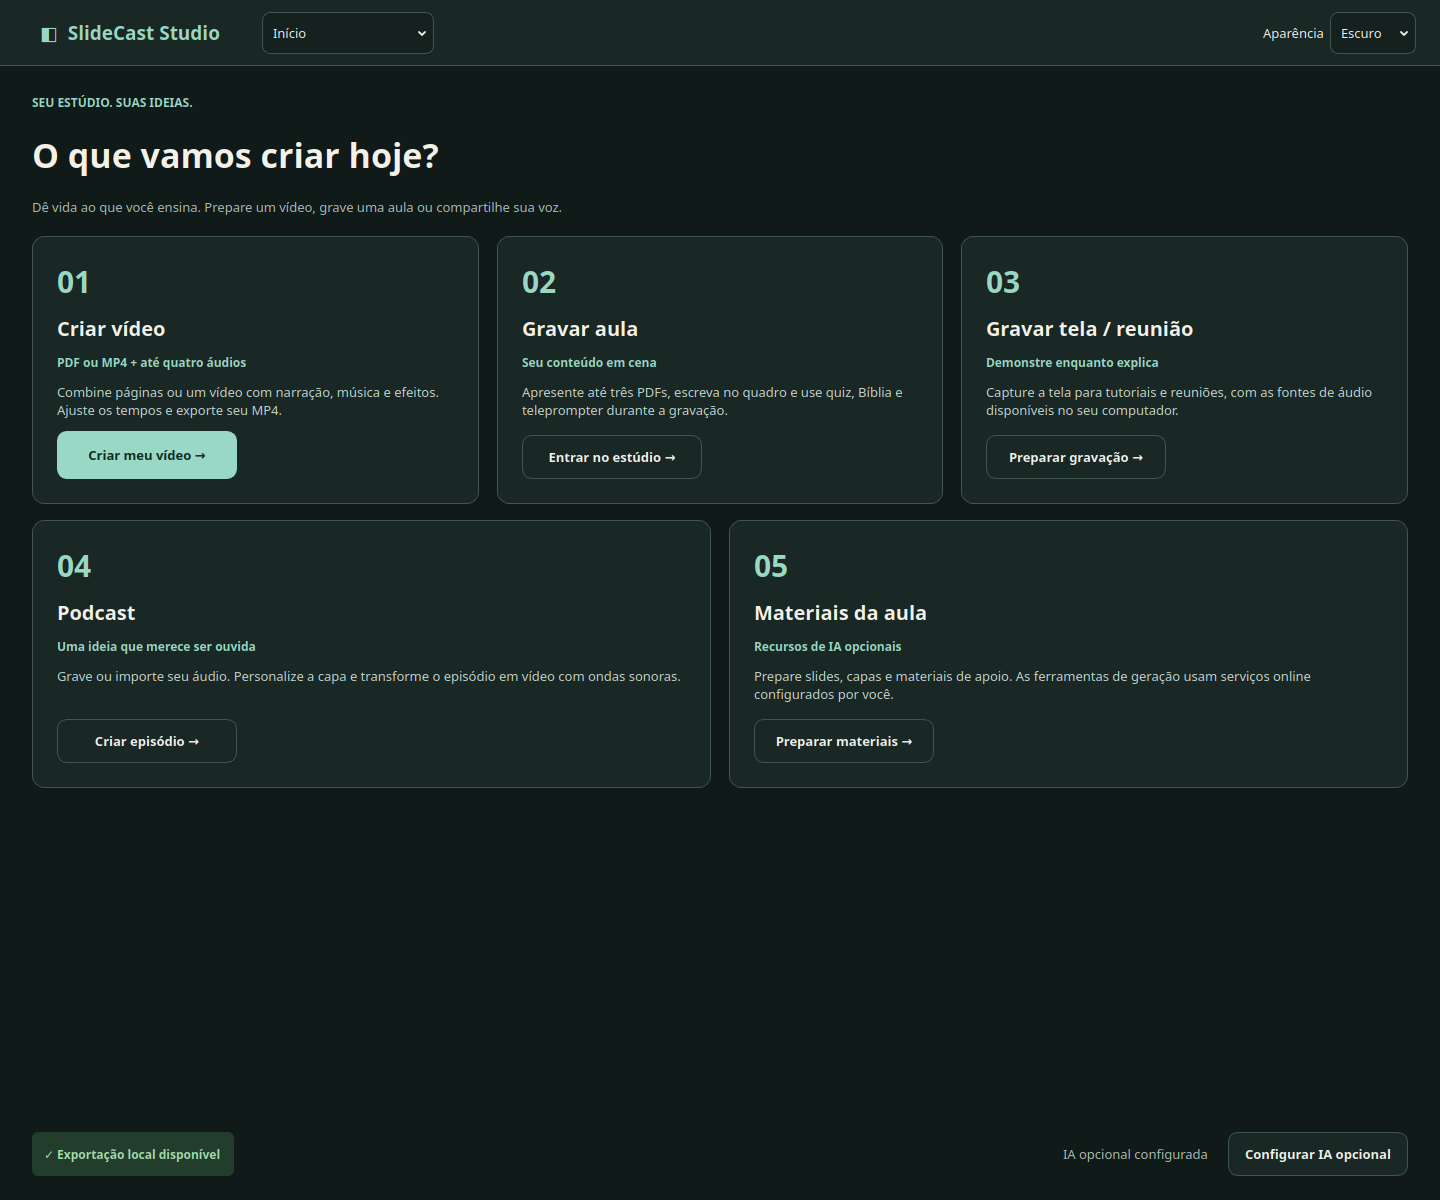 SlideCast Studio
Início
Aparência
Escuro
SEU ESTÚDIO. SUAS IDEIAS.
O que vamos criar hoje?
Dê vida ao que você ensina. Prepare um vídeo, grave uma aula ou compartilhe sua voz.
01
Criar vídeo
PDF ou MP4 + até quatro áudios
Combine páginas ou um vídeo com narração, música e efeitos.
Ajuste os tempos e exporte seu MP4.
Criar meu vídeo →
02
Gravar aula
Seu conteúdo em cena
Apresente até três PDFs, escreva no quadro e use quiz, Bíblia e
teleprompter durante a gravação.
Entrar no estúdio →
03
Gravar tela / reunião
Demonstre enquanto explica
Capture a tela para tutoriais e reuniões, com as fontes de áudio
disponíveis no seu computador.
Preparar gravação →
04
Podcast
Uma ideia que merece ser ouvida
Grave ou importe seu áudio. Personalize a capa e transforme o episódio em vídeo com ondas sonoras.
Criar episódio →
05
Materiais da aula
Recursos de IA opcionais
Prepare slides, capas e materiais de apoio. As ferramentas de geração usam serviços online
configurados por você.
Preparar materiais →
✓ Exportação local disponível
IA opcional configurada
Configurar IA opcional